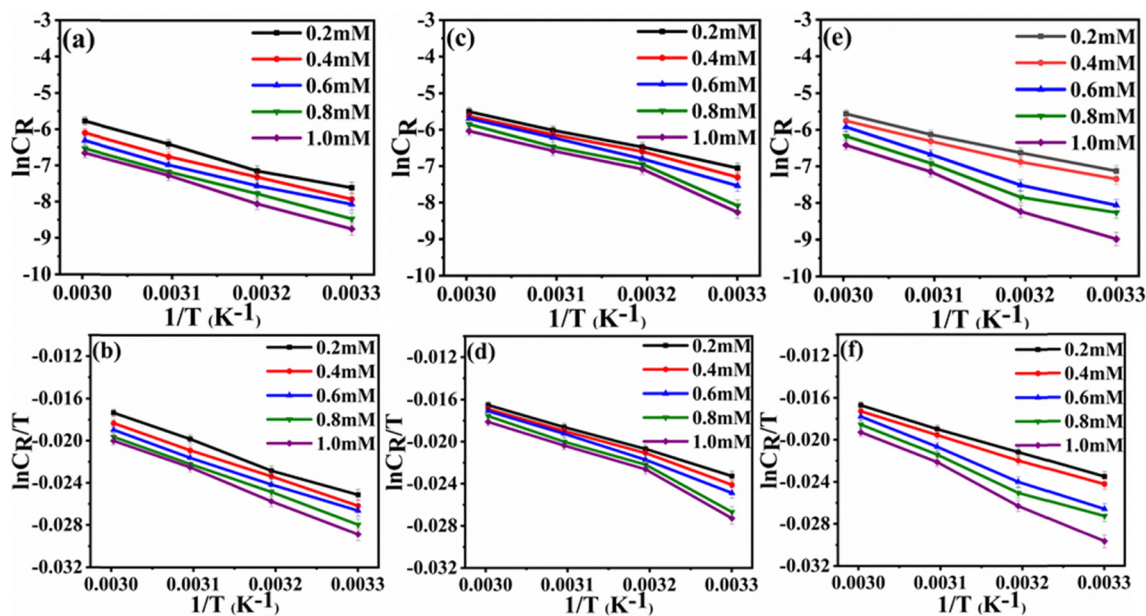 (a)
0.2mM
0.4mM
0.6mM
0.8mM
1.0mM
lnCR
-3
-4
-5
-6
-7
-8
-9
-10
0.0030 0.0031 0.0032 0.0033
1/T (K-1)
(c)
0.2mM
0.4mM
0.6mM
0.8mM
1.0mM
lnCR
-3
-4
-5
-6
-7
-8
-9
-10
0.0030 0.0031 0.0032 0.0033
1/T (K-1)
(e)
0.2mM
0.4mM
0.6mM
0.8mM
1.0mM
lnCR
-3
-4
-5
-6
-7
-8
-9
-10
0.0030 0.0031 0.0032 0.0033
1/T (K-1)
(b)
0.2mM
0.4mM
0.6mM
0.8mM
1.0mM
lnCR/T
-0.012
-0.016
-0.020
-0.024
-0.028
-0.032
0.0030 0.0031 0.0032 0.0033
1/T (K-1)
(d)
0.2mM
0.4mM
0.6mM
0.8mM
1.0mM
lnCR/T
-0.012
-0.016
-0.020
-0.024
-0.028
-0.032
0.0030 0.0031 0.0032 0.0033
1/T (K-1)
(f)
0.2mM
0.4mM
0.6mM
0.8mM
1.0mM
lnCR/T
-0.012
-0.016
-0.020
-0.024
-0.028
-0.032
0.0030 0.0031 0.0032 0.0033
1/T (K-1)